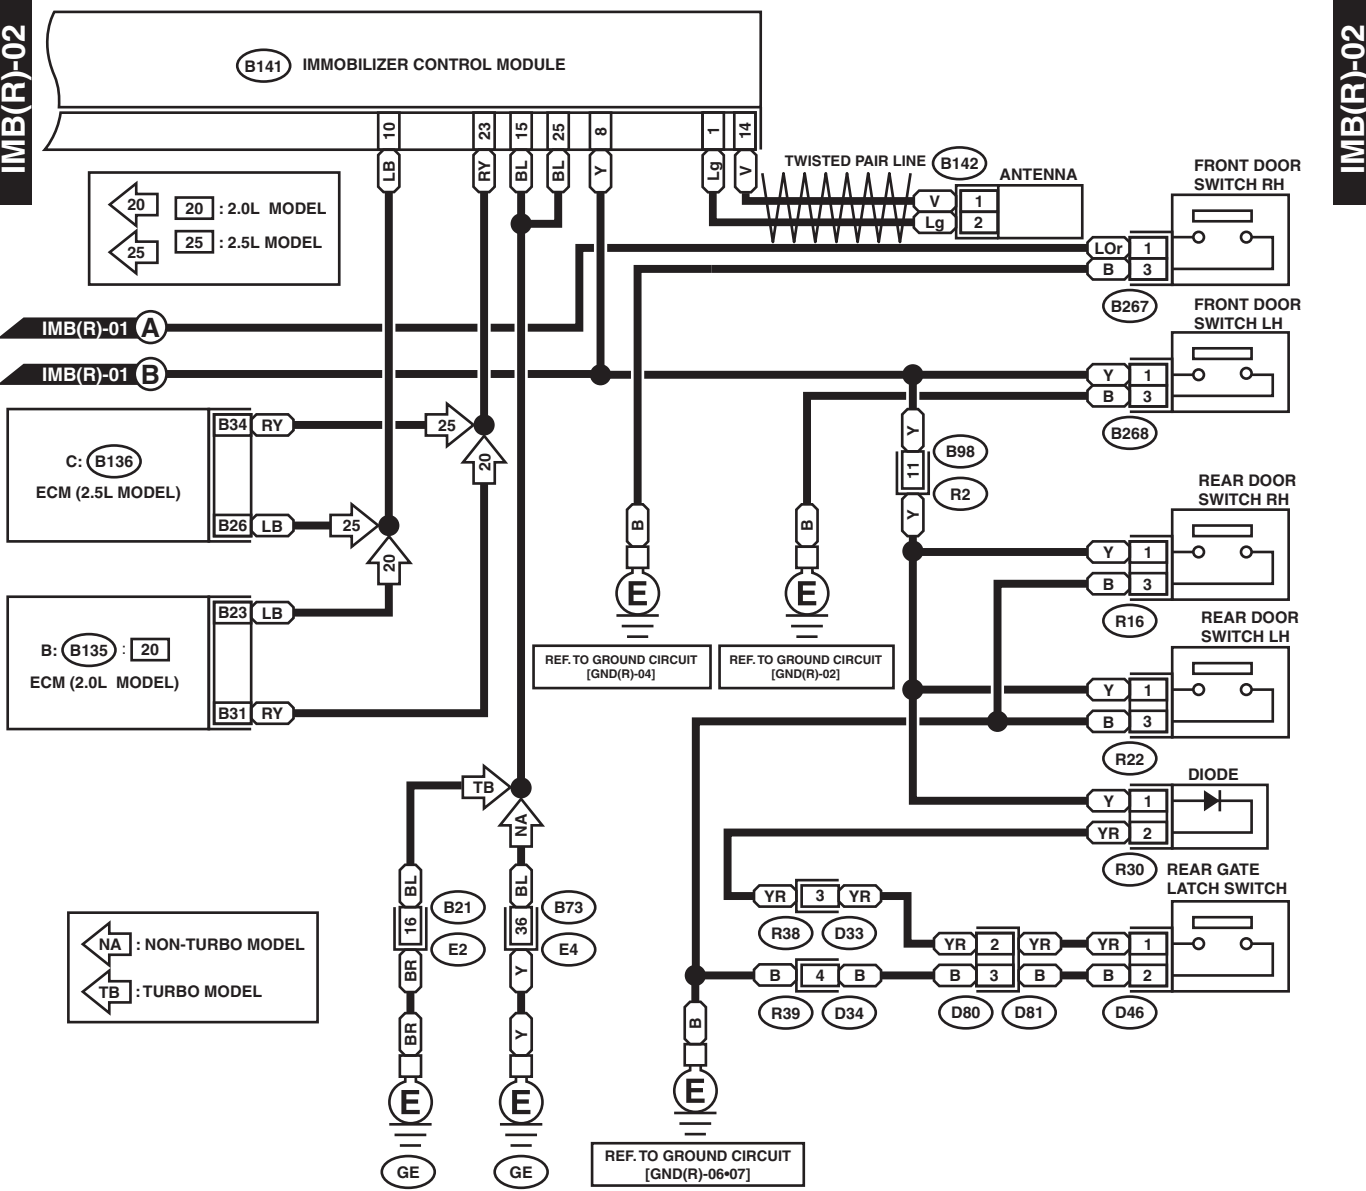 IMB(R)-02
IMB(R)-02
B141 IMMOBILIZER CONTROL MODULE
10 23 15 25 8 1 14
LB RY BL BL Y Lg V
TWISTED PAIR LINE B142
ANTENNA
V 1
Lg 2
FRONT DOOR
SWITCH RH
LOr 1
B 3
B267
20 20 : 2.0L MODEL
25 25 : 2.5L MODEL
IMB(R)-01 A
IMB(R)-01 B
FRONT DOOR
SWITCH LH
Y 1
B 3
B268
B34 RY 25
20
C: B136
ECM (2.5L MODEL)
B26 LB 25
20
Y
11
Y
B98
R2
B
E
REF. TO GROUND CIRCUIT
[GND(R)-04]
B
E
REF. TO GROUND CIRCUIT
[GND(R)-02]
REAR DOOR
SWITCH RH
Y 1
B 3
R16
B23 LB
B: B135 : 20
ECM (2.0L MODEL)
B31 RY
REAR DOOR
SWITCH LH
Y 1
B 3
R22
DIODE
Y 1
YR 2
R30
TB
NA
BL
16
BR
BR
B21
E2
E
GE
BL
36
Y
Y
B73
E4
E
GE
NA : NON-TURBO MODEL
TB : TURBO MODEL
REAR GATE
LATCH SWITCH
YR 3 YR
R38 D33
YR 2 YR YR 1
B 4 B B 3 B B 2
R39 D34 D80 D81 D46
B
E
REF. TO GROUND CIRCUIT
[GND(R)-06•07]